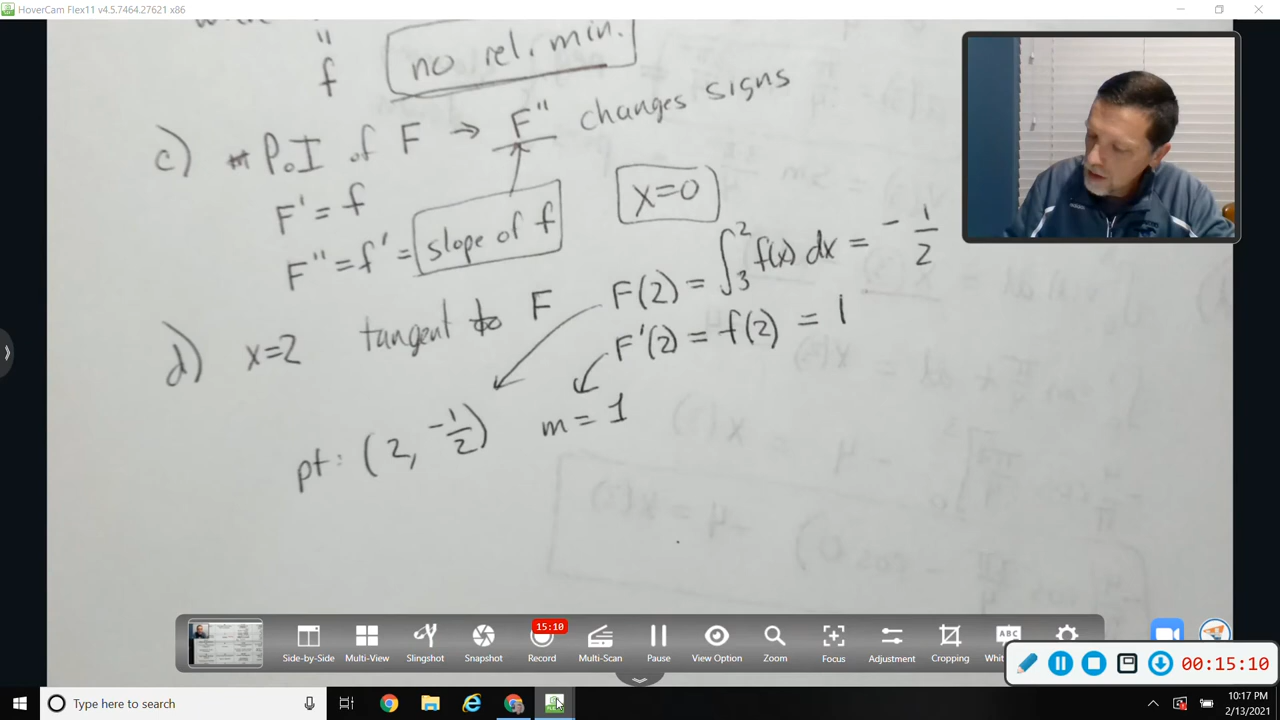 HoverCam Flex11 v4.5.7464.27621 x86
"
f
no rel. min.
c) * P.o.I of F → F" changes signs
F' = f
x=0
F" = f' = slope of f
d) x=2 tangent to F
F(2) = ∫₃² f(x) dx = - 1/2
F'(2) = f(2) = 1
pt: (2, -1/2) m = 1
Side-by-Side Multi-View Slingshot Snapshot Record Multi-Scan Pause View Option Zoom Focus Adjustment Cropping
15:10
ABC
00:15:10
Type here to search
10:17 PM
2/13/2021